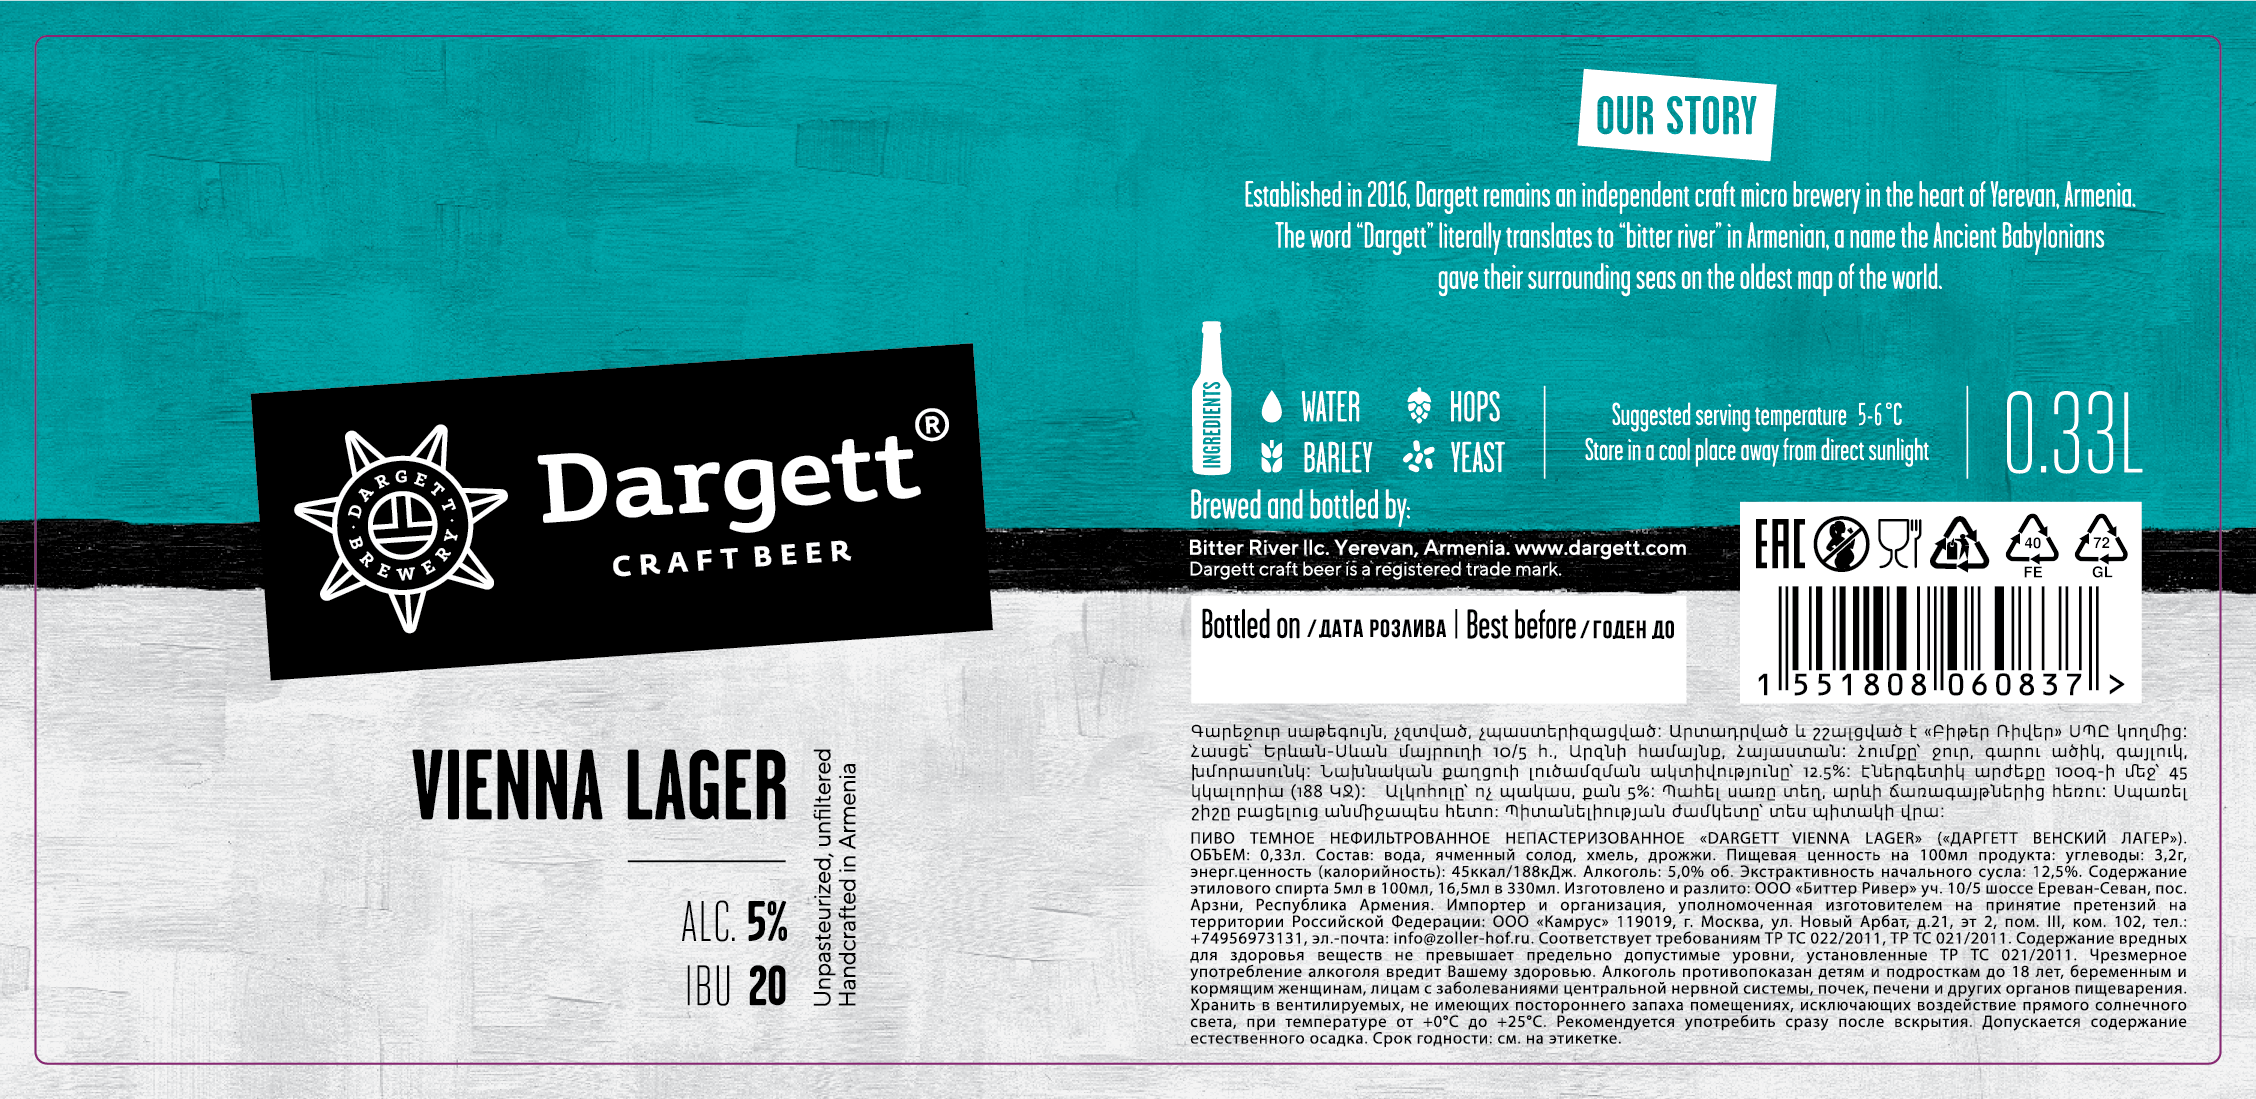 Dargett®
CRAFT BEER
DARGETT
BREWERY
VIENNA LAGER
ALC. 5%
IBU 20
Unpasteurized, unfiltered
Handcrafted in Armenia
OUR STORY
Established in 2016, Dargett remains an independent craft micro brewery in the heart of Yerevan, Armenia.
The word “Dargett” literally translates to “bitter river” in Armenian, a name the Ancient Babylonians
gave their surrounding seas on the oldest map of the world.
INGREDIENTS
WATER
HOPS
BARLEY
YEAST
Suggested serving temperature 5-6°C
Store in a cool place away from direct sunlight
0.33L
Brewed and bottled by:
Bitter River llc. Yerevan, Armenia. www.dargett.com
Dargett craft beer is a registered trade mark.
Bottled on / ДАТА РОЗЛИВА | Best before / ГОДЕН ДО
EAC
40
FE
72
GL
1 551808 060837 >
Գարեջուր սաթեգույն, չզտված, չպաստերիզացված: Արտադրված և շշալցված է «Բիթեր Ռիվեր» ՍՊԸ կողմից:
Հասցե՝ Երևան-Սևան մայրուղի 10/5 հ., Արզնի համայնք, Հայաստան: Հումքը՝ ջուր, գարու ածիկ, գայլուկ,
խմորասունկ: Նախնական քաղցուի լուծամզման ակտիվությունը՝ 12.5%: Էներգետիկ արժեքը 100գ-ի մեջ՝ 45
կկալորիա (188 ԿՋ): Ալկոհոլը՝ ոչ պակաս, քան 5%: Պահել սառը տեղ, արևի ճառագայթներից հեռու: Սպառել
շիշը բացելուց անմիջապես հետո: Պիտանելիության ժամկետը՝ տես պիտակի վրա:
ПИВО ТЕМНОЕ НЕФИЛЬТРОВАННОЕ НЕПАСТЕРИЗОВАННОЕ «DARGETT VIENNA LAGER» («ДАРГЕТТ ВЕНСКИЙ ЛАГЕР»).
ОБЪЕМ: 0,33л. Состав: вода, ячменный солод, хмель, дрожжи. Пищевая ценность на 100мл продукта: углеводы: 3,2г,
энерг.ценность (калорийность): 45ккал/188кДж. Алкоголь: 5,0% об. Экстрактивность начального сусла: 12,5%. Содержание
этилового спирта 5мл в 100мл, 16,5мл в 330мл. Изготовлено и разлито: ООО «Биттер Ривер» уч. 10/5 шоссе Ереван-Севан, пос.
Арзни, Республика Армения. Импортер и организация, уполномоченная изготовителем на принятие претензий на
территории Российской Федерации: ООО «Камрус» 119019, г. Москва, ул. Новый Арбат, д.21, эт 2, пом. III, ком. 102, тел.:
+74956973131, эл.-почта: info@zoller-hof.ru. Соответствует требованиям ТР ТС 022/2011, ТР ТС 021/2011. Содержание вредных
для здоровья веществ не превышает предельно допустимые уровни, установленные ТР ТС 021/2011. Чрезмерное
употребление алкоголя вредит Вашему здоровью. Алкоголь противопоказан детям и подросткам до 18 лет, беременным и
кормящим женщинам, лицам с заболеваниями центральной нервной системы, почек, печени и других органов пищеварения.
Хранить в вентилируемых, не имеющих постороннего запаха помещениях, исключающих воздействие прямого солнечного
света, при температуре от +0°С до +25°С. Рекомендуется употребить сразу после вскрытия. Допускается содержание
естественного осадка. Срок годности: см. на этикетке.